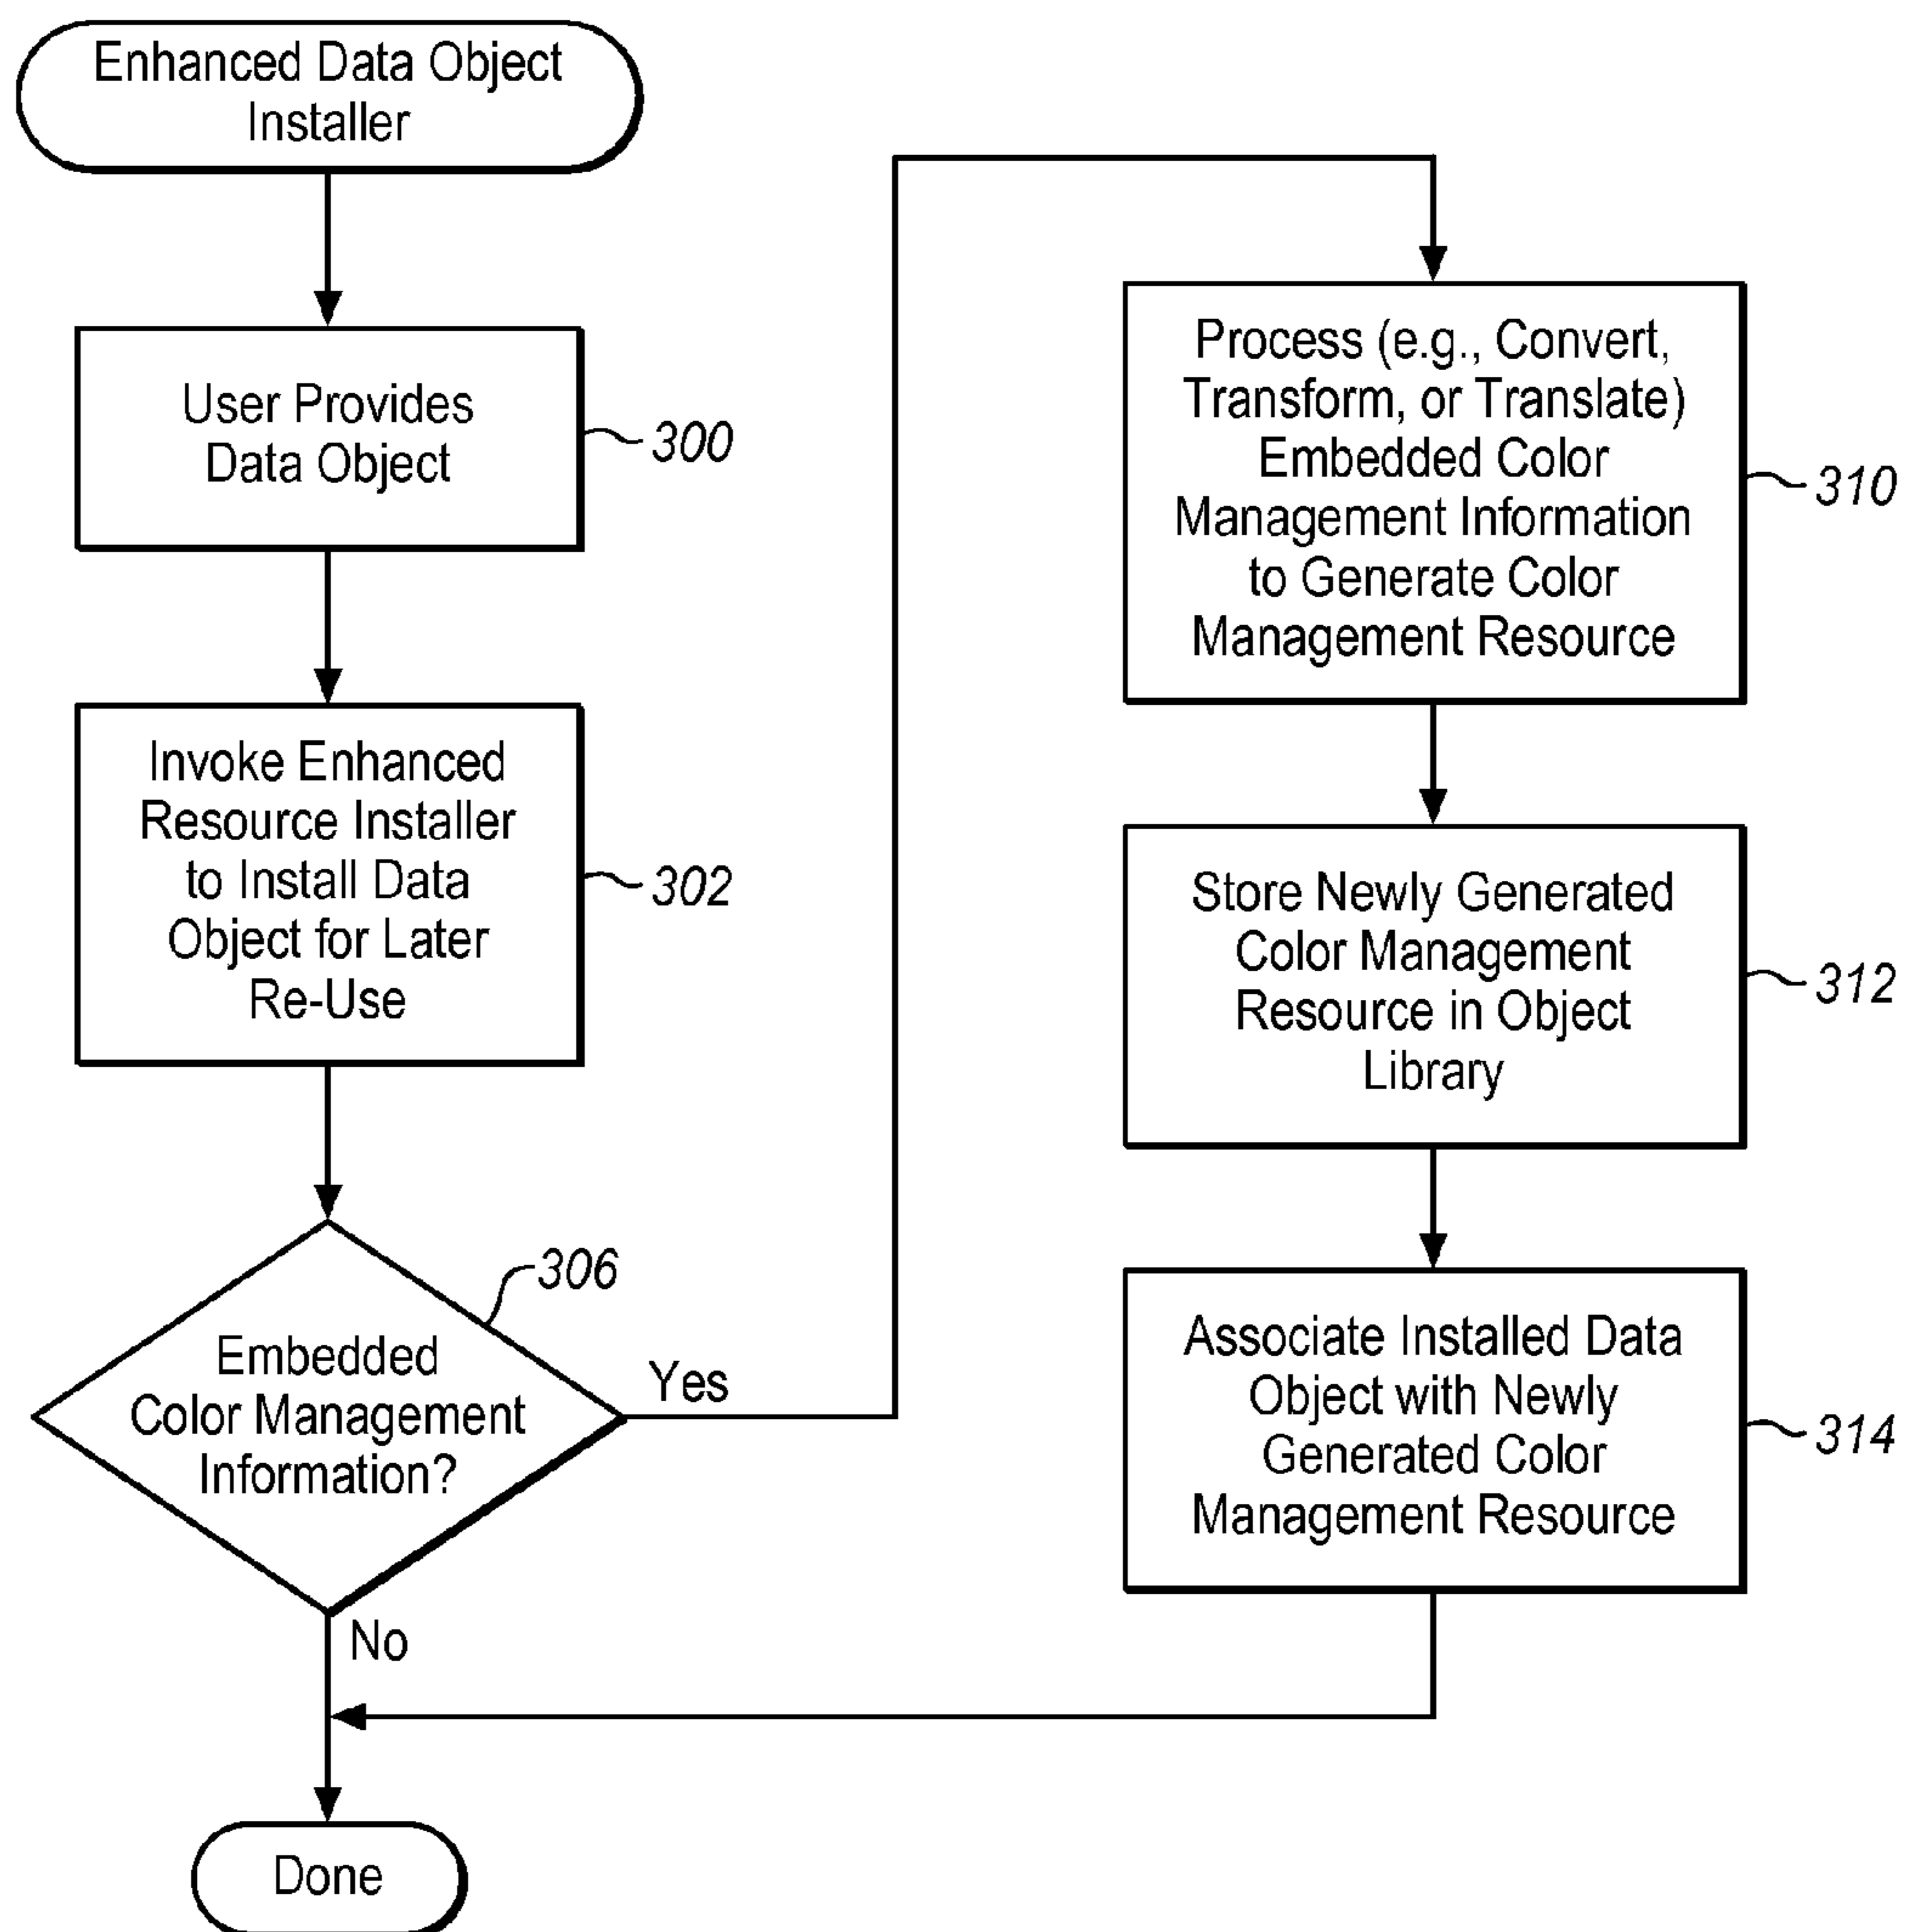 Enhanced Data Object
Installer
User Provides
Data Object
300
Invoke Enhanced
Resource Installer
to Install Data
Object for Later
Re-Use
302
306
Embedded
Color Management
Information?
Yes
No
Process (e.g., Convert,
Transform, or Translate)
Embedded Color
Management Information
to Generate Color
Management Resource
310
Store Newly Generated
Color Management
Resource in Object
Library
312
Associate Installed Data
Object with Newly
Generated Color
Management Resource
314
Done